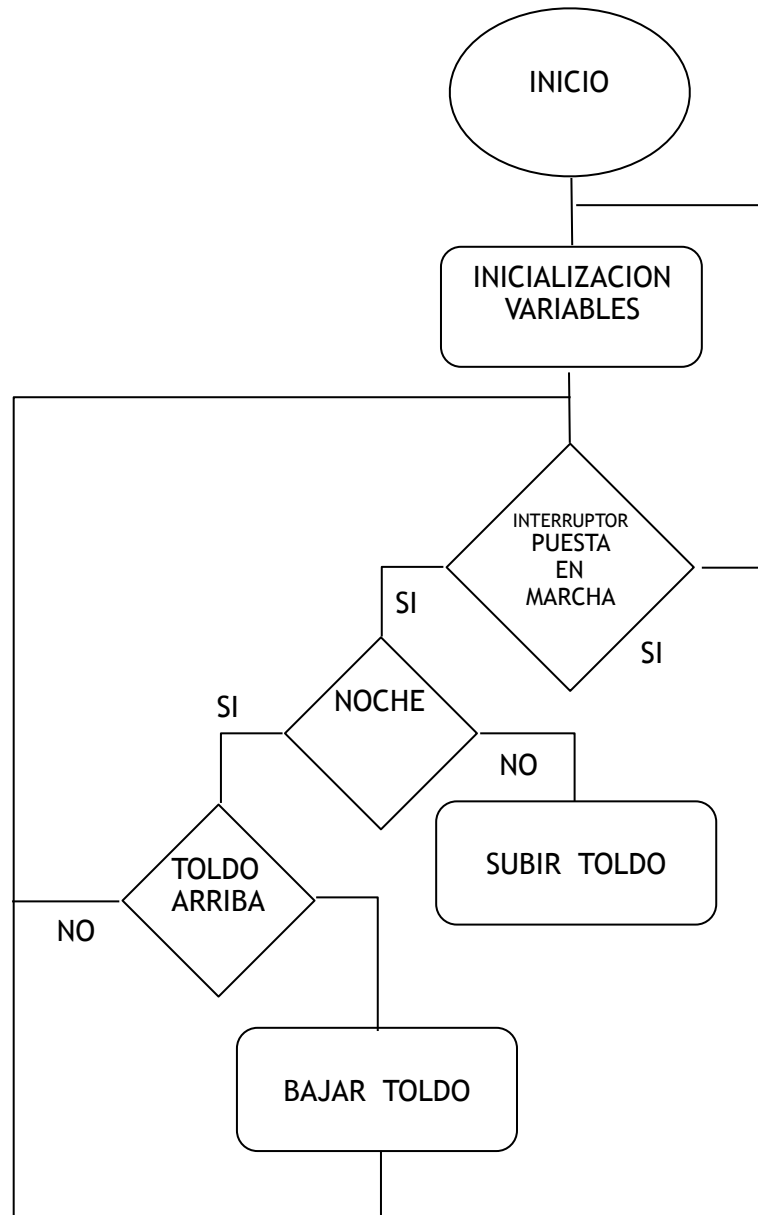 INICIO
INICIALIZACION
VARIABLES
INTERRUPTOR
PUESTA
EN
MARCHA
SI
SI
NOCHE
SI
NO
TOLDO
ARRIBA
SUBIR TOLDO
NO
BAJAR TOLDO